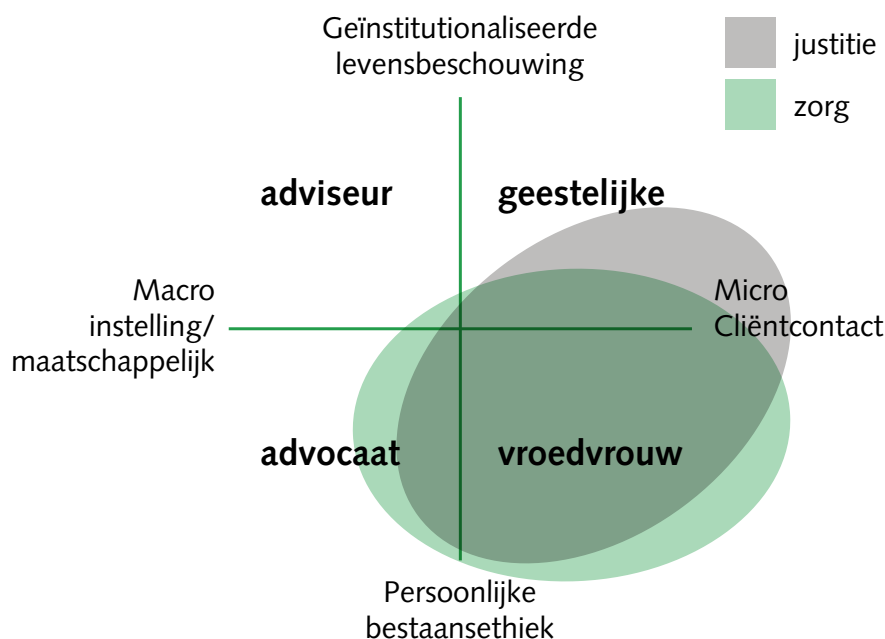 Geïnstitutionaliseerde
levensbeschouwing
justitie
zorg
adviseur
geestelijke
Macro
instelling/
maatschappelijk
Micro
Cliëntcontact
advocaat
vroedvrouw
Persoonlijke
bestaansethiek